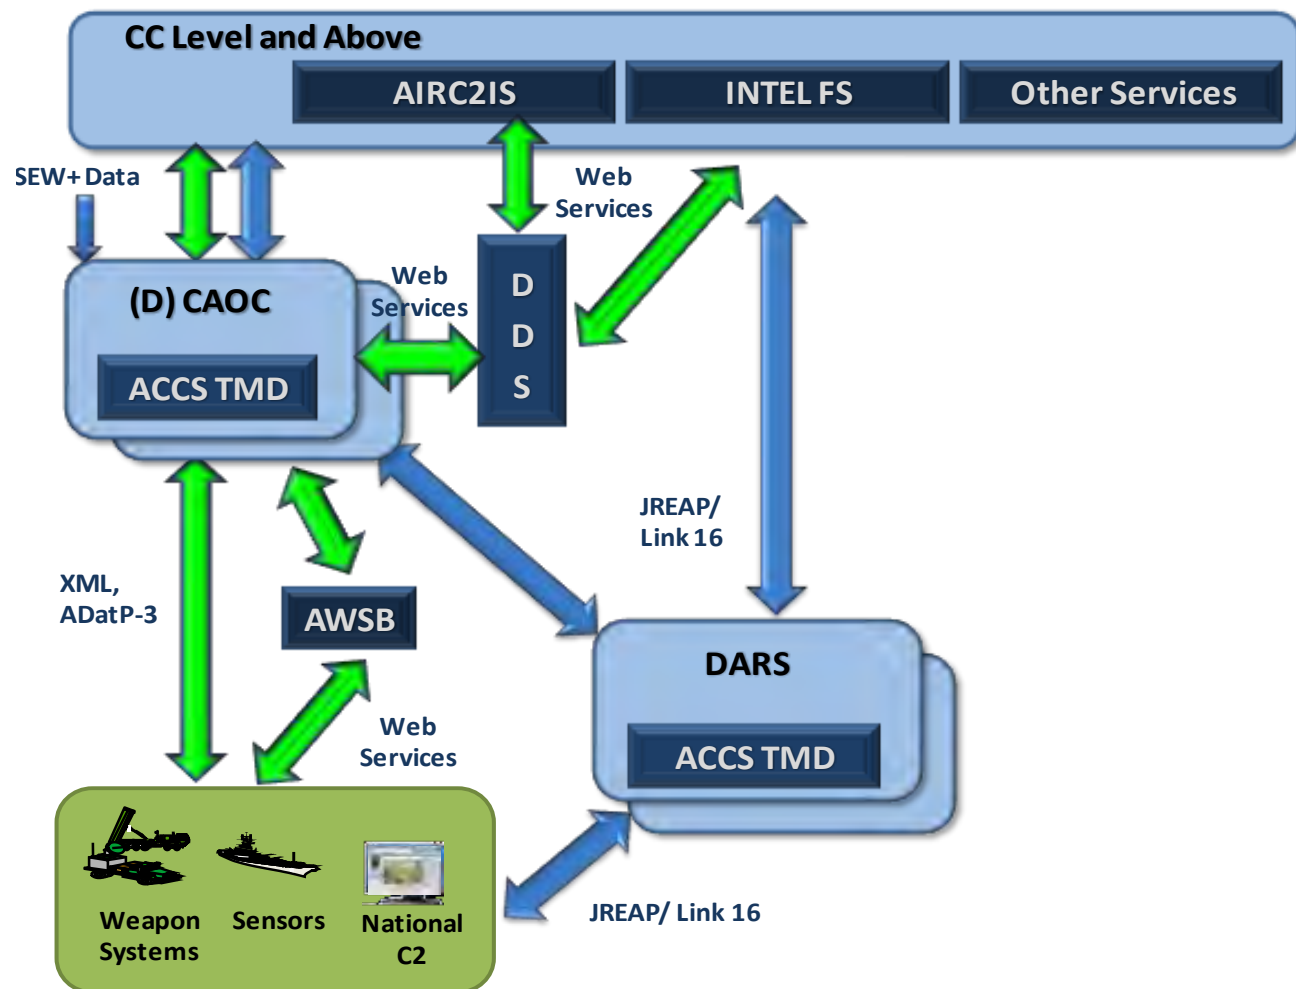 CC Level and Above
AIRC2IS
INTEL FS
Other Services
SEW+ Data
Web
Services
(D) CAOC
ACCS TMD
Web
Services
D
D
S
JREAP/
Link 16
XML,
ADatP-3
AWSB
DARS
ACCS TMD
Web
Services
Weapon
Systems
Sensors
National
C2
JREAP/ Link 16